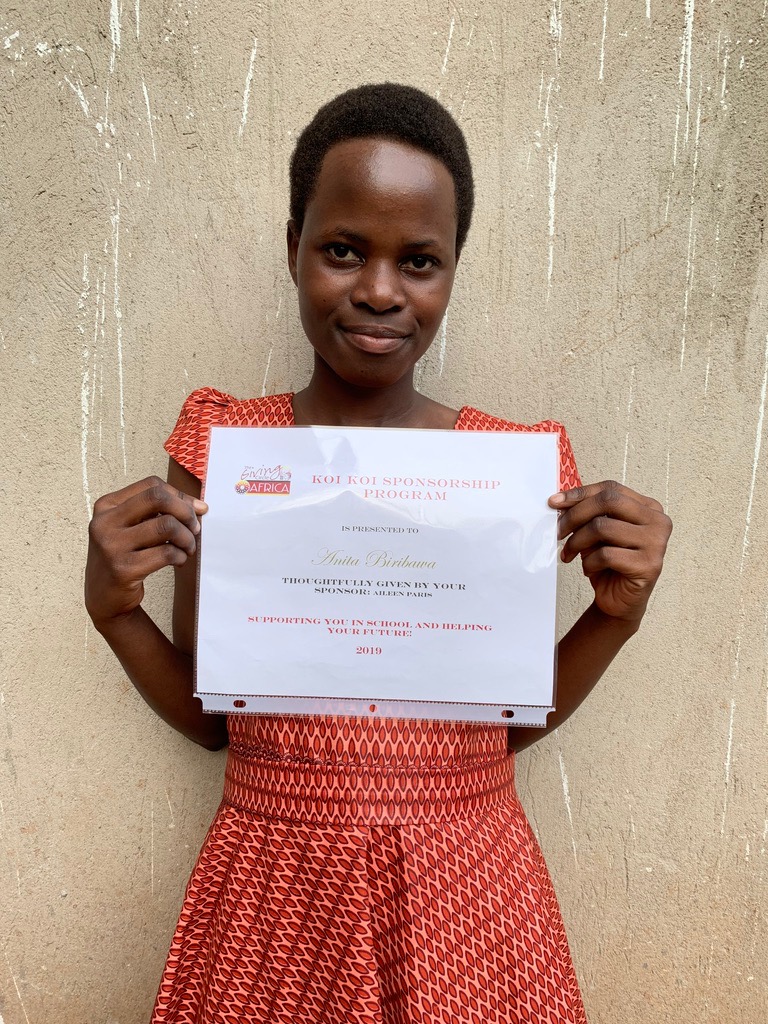 Giving
AFRICA
KOI KOI SPONSORSHIP
PROGRAM
IS PRESENTED TO
Anita Biribawa
THOUGHTFULLY GIVEN BY YOUR
SPONSOR: AILEEN PARIS
SUPPORTING YOU IN SCHOOL AND HELPING
YOUR FUTURE!
2019